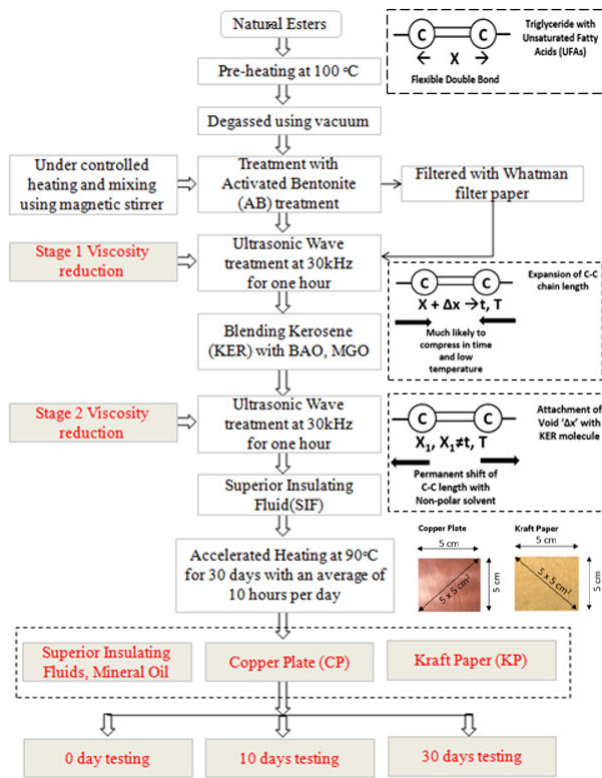 Natural Esters
C
C
← X →
Flexible Double Bond
Triglyceride with
Unsaturated Fatty
Acids (UFAs)
Pre-heating at 100 °C
Degassed using vacuum
Under controlled
heating and mixing
using magnetic stirrer
Treatment with
Activated Bentonite
(AB) treatment
Filtered with Whatman
filter paper
Stage 1 Viscosity
reduction
Ultrasonic Wave
treatment at 30kHz
for one hour
C
C
X + Δx → t, T
Much likely to
compress in time
and low
temperature
Expansion of C-C
chain length
Blending Kerosene
(KER) with BAO, MGO
Stage 2 Viscosity
reduction
Ultrasonic Wave
treatment at 30kHz
for one hour
C
C
X₁, X₁≠t, T
Permanent shift of
C-C length with
Non-polar solvent
Attachment of
Void ‘Δx’ with
KER molecule
Superior Insulating
Fluid(SIF)
Copper Plate
5 cm
5 x 5 cm²
5 cm
Kraft Paper
5 cm
5 x 5 cm²
5 cm
Accelerated Heating at 90°C
for 30 days with an average of
10 hours per day
Superior Insulating
Fluids, Mineral Oil
Copper Plate (CP)
Kraft Paper (KP)
0 day testing
10 days testing
30 days testing